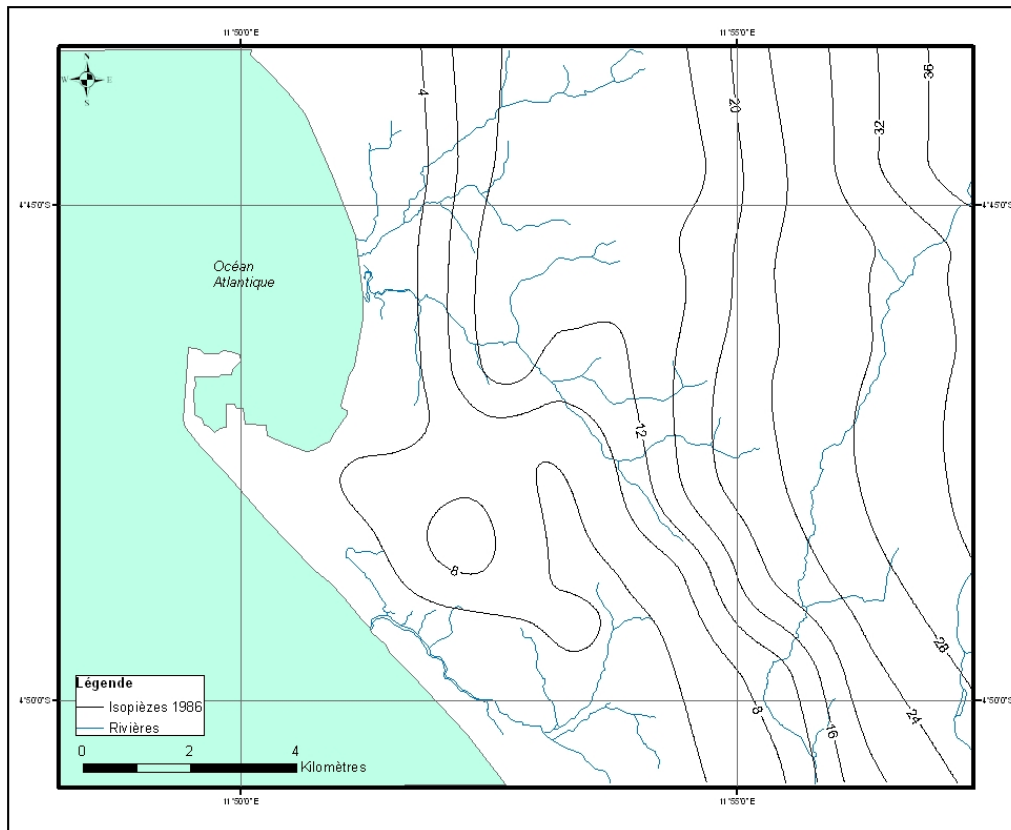 11°50'0"E
11°55'0"E
N
W E
S
4
20
32
36
4°45'0"S
4°45'0"S
Océan
Atlantique
12
8
28
4°50'0"S
4°50'0"S
8
16
24
Légende
Isopièzes 1986
Rivières
0 2 4
Kilomètres
11°50'0"E
11°55'0"E